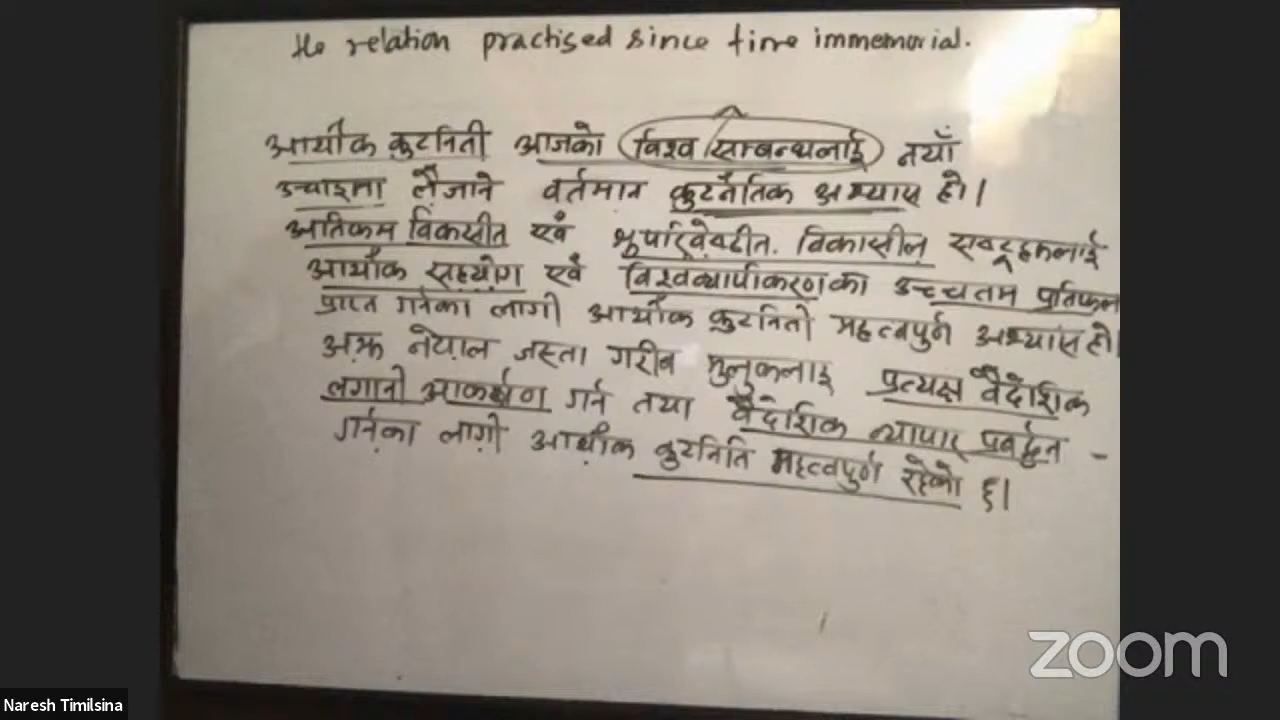 the relation practised since time immemorial.
आर्थीक कुटनिती आजको विश्व सम्बन्धलाई नयाँ
उचाइमा लैजाने वर्तमान कुटनैतिक अभ्यास हो।
अतिकम विकसीत एवं भूपरिवेष्ठीत. विकासील
आर्थीक सहयोग एवं विश्वव्यापीकरणका उच्चतम प्रतिफल
प्राप्त गर्नका लागी आर्थीक कुटनिती महत्वपुर्ण अभ्यास हो।
अझ नेपाल जस्ता गरीब मुलुकलाइ प्रत्यक्ष वैदेशिक
लगानी आकर्षण गर्न तथा वैदेशिक व्यापार प्रबर्द्धन -
गर्नका लागी आर्थीक कुटनिति महत्वपुर्ण रहेको छ।
zoom
Naresh Timilsina